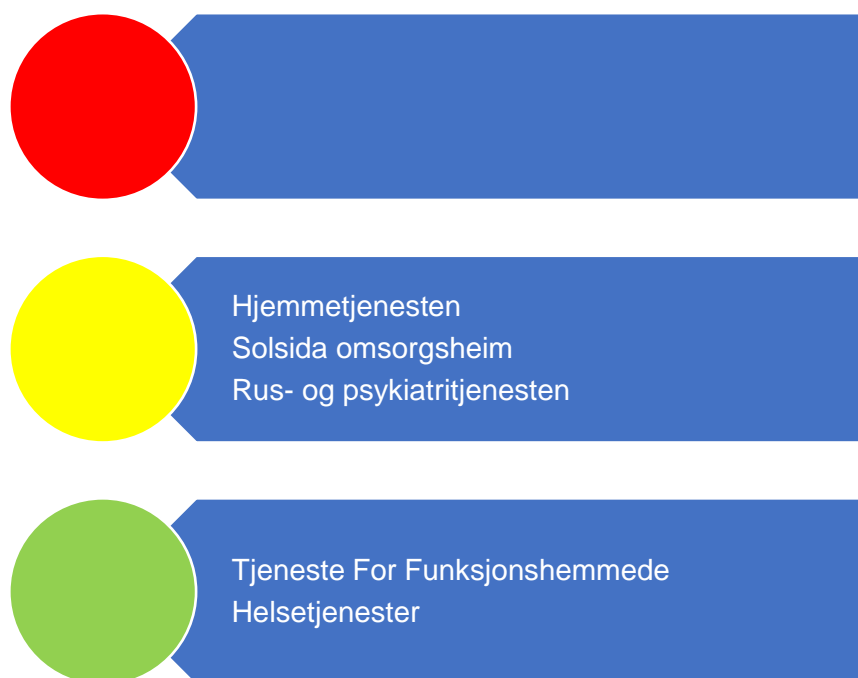 Hjemmetjenesten
Solsida omsorgsheim
Rus- og psykiatritjenesten
Tjeneste For Funksjonshemmede
Helsetjenester